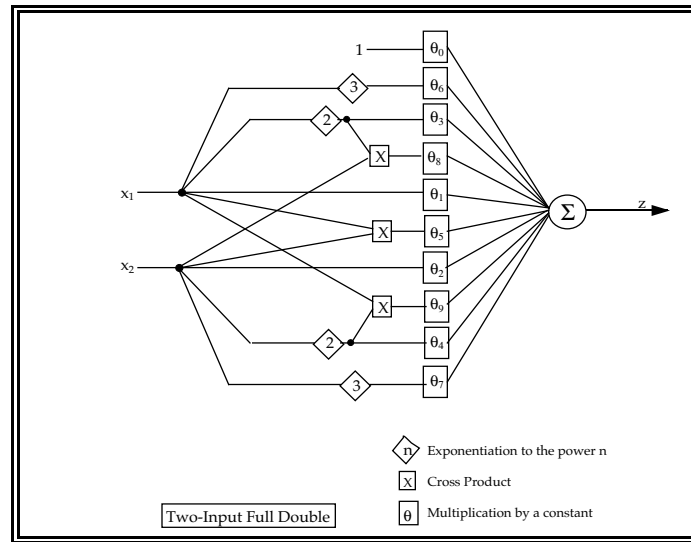 1
θ0
3
θ6
2
θ3
X
θ8
x1
θ1
X
θ5
Σ
z
x2
θ2
X
θ9
2
θ4
3
θ7
n Exponentiation to the power n
X Cross Product
θ Multiplication by a constant
Two-Input Full Double